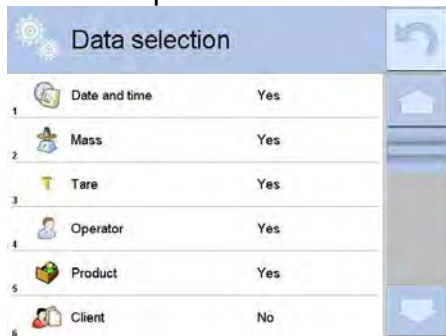 Data selection
1 Date and time Yes
2 Mass Yes
3 T Tare Yes
4 Operator Yes
5 Product Yes
6 Client No